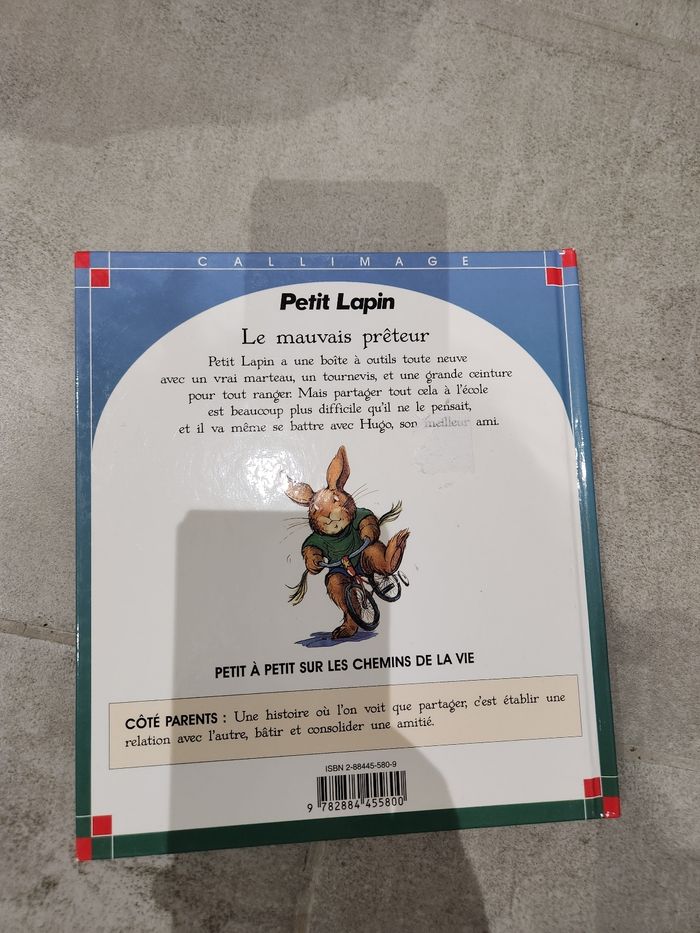 CALLIMAGE
Petit Lapin
Le mauvais prêteur
Petit Lapin a une boîte à outils toute neuve
avec un vrai marteau, un tournevis, et une grande ceinture
pour tout ranger. Mais partager tout cela à l'école
est beaucoup plus difficile qu'il ne le pensait,
et il va même se battre avec Hugo, son meilleur ami.
PETIT À PETIT SUR LES CHEMINS DE LA VIE
CÔTÉ PARENTS : Une histoire où l'on voit que partager, c'est établir une
relation avec l'autre, bâtir et consolider une amitié.
ISBN 2-88445-580-9
9 782884 455800